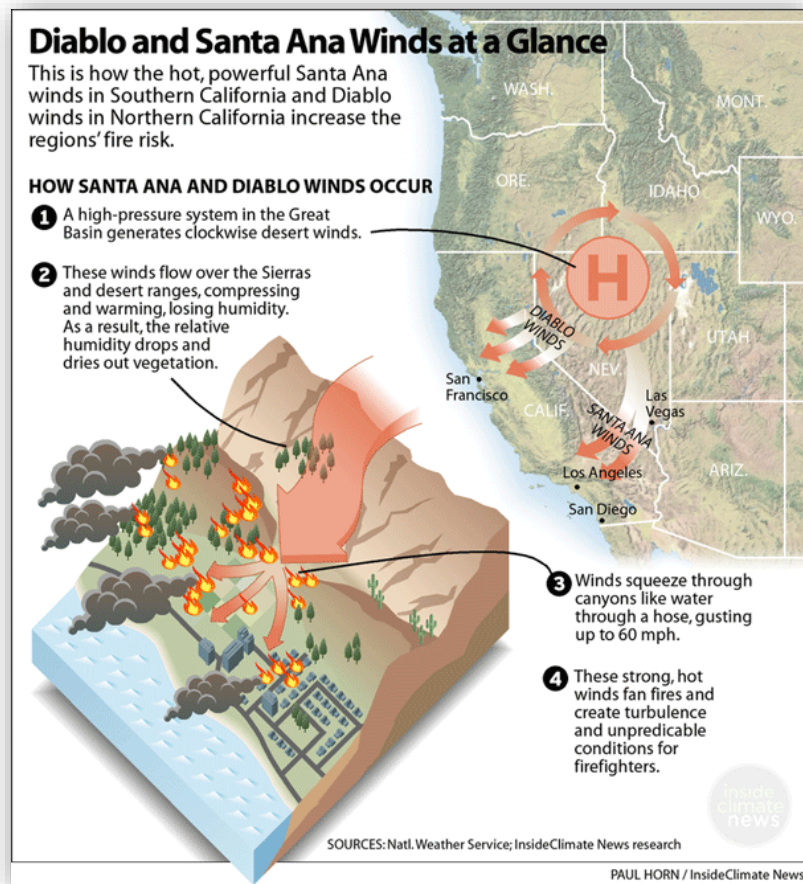 Diablo and Santa Ana Winds at a Glance
This is how the hot, powerful Santa Ana
winds in Southern California and Diablo
winds in Northern California increase the
regions' fire risk.
HOW SANTA ANA AND DIABLO WINDS OCCUR
1 A high-pressure system in the Great
Basin generates clockwise desert winds.
2 These winds flow over the Sierras
and desert ranges, compressing
and warming, losing humidity.
As a result, the relative
humidity drops and
dries out vegetation.
WASH.
MONT.
ORE.
IDAHO
WYO.
H
DIABLO
WINDS
UTAH
NEV.
San
Francisco
CALIF.
Las
Vegas
SANTA ANA
WINDS
ARIZ.
Los Angeles
San Diego
3 Winds squeeze through
canyons like water
through a hose, gusting
up to 60 mph.
4 These strong, hot
winds fan fires and
create turbulence
and unpredicable
conditions for
firefighters.
inside
climate
news
SOURCES: Natl. Weather Service; InsideClimate News research
PAUL HORN / InsideClimate News